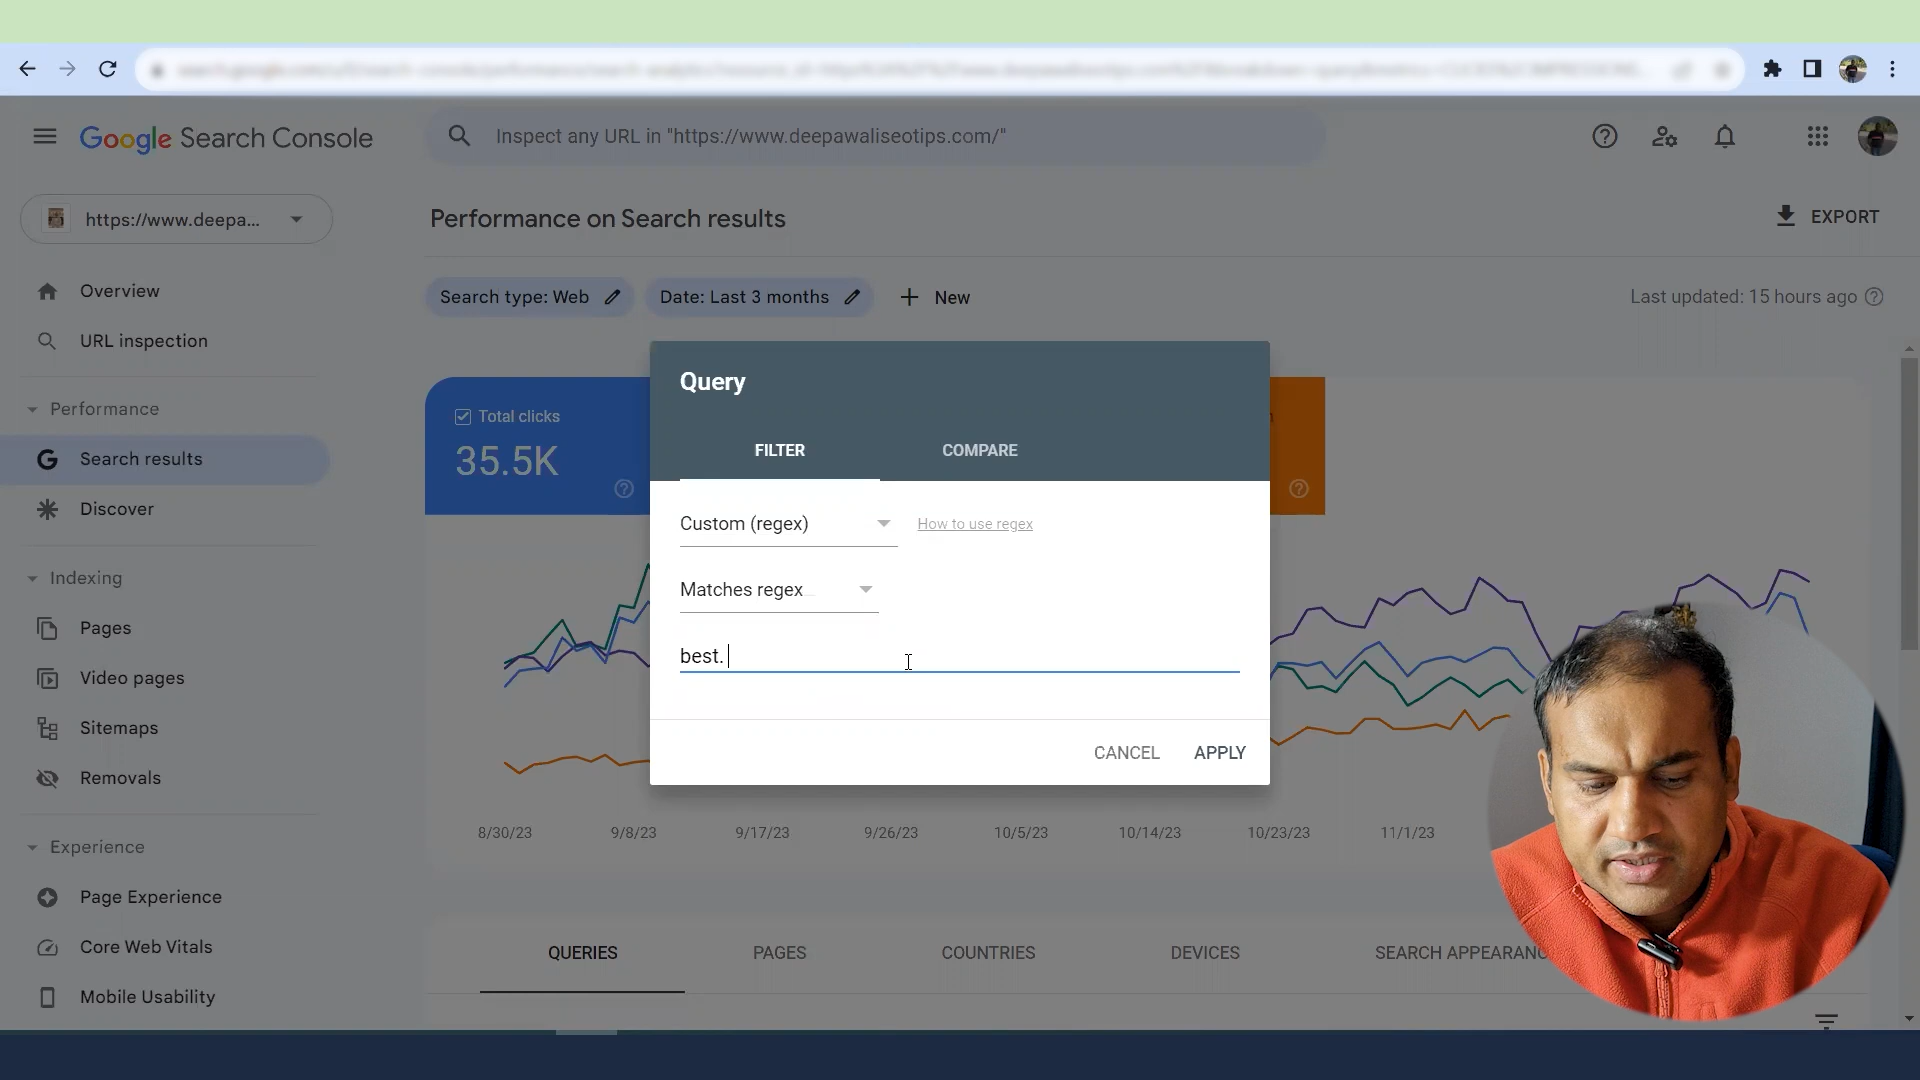 Google Search Console
Inspect any URL in "https://www.deepawaliseotips.com/"
https://www.deepa...
Performance on Search results
EXPORT
Overview
Search type: Web
Date: Last 3 months
New
Last updated: 15 hours ago
URL inspection
Performance
Query
Total clicks
35.5K
FILTER
COMPARE
Search results
Discover
Custom (regex)
How to use regex
Indexing
Matches regex
Pages
best.
Video pages
Sitemaps
CANCEL
APPLY
Removals
8/30/23
9/8/23
9/17/23
9/26/23
10/5/23
10/14/23
10/23/23
11/1/23
Experience
Page Experience
Core Web Vitals
QUERIES
PAGES
COUNTRIES
DEVICES
SEARCH APPEARANC
Mobile Usability